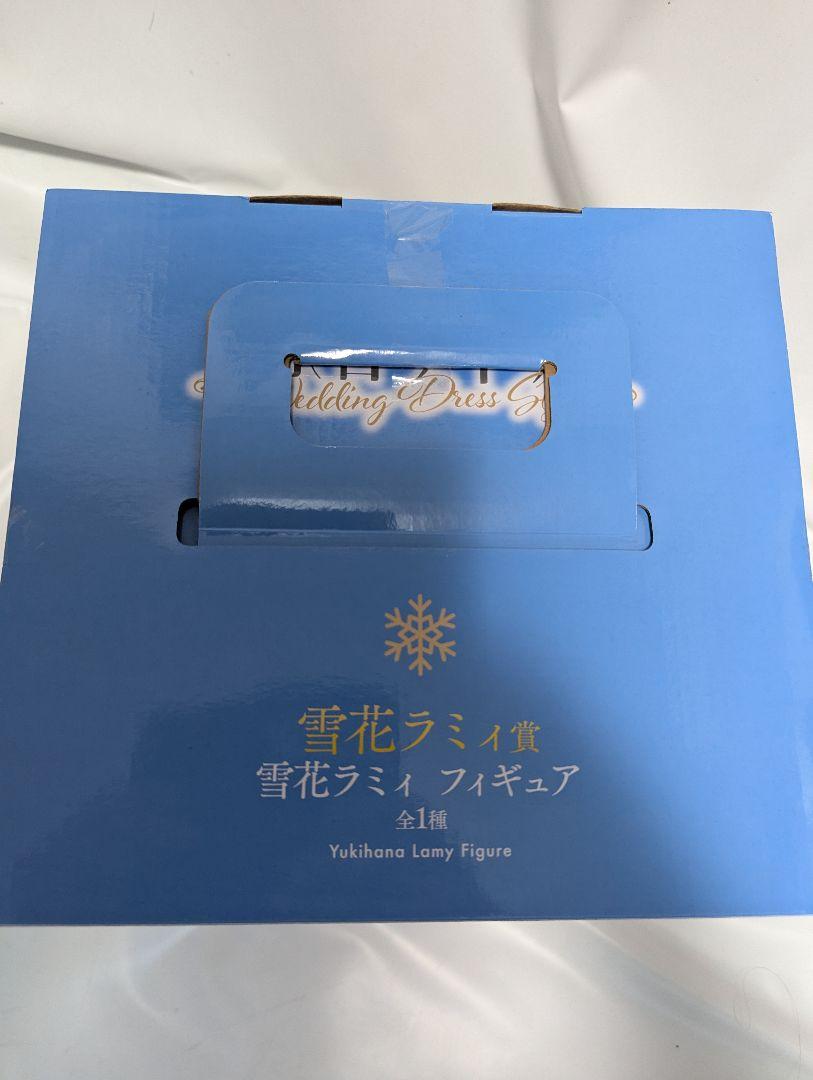 edding Dress S
雪花ラミィ賞
雪花ラミィ フィギュア
全1種
Yukihana Lamy Figure